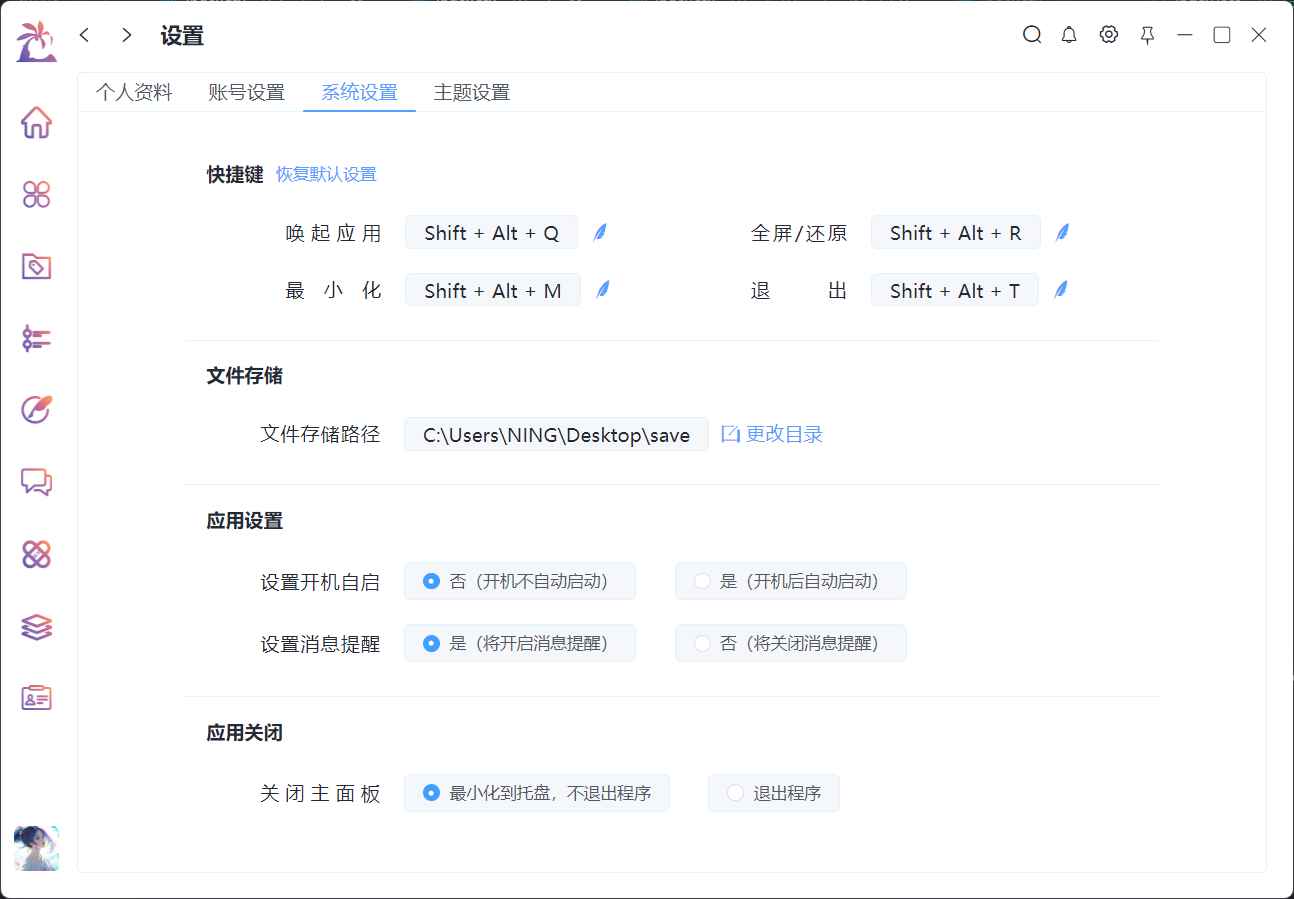 设置
个人资料 账号设置 系统设置 主题设置
快捷键 恢复默认设置
唤起应用 Shift + Alt + Q 全屏/还原 Shift + Alt + R
最小化 Shift + Alt + M 退出 Shift + Alt + T
文件存储
文件存储路径 C:\Users\NING\Desktop\save 更改目录
应用设置
设置开机自启 否（开机不自动启动） 是（开机后自动启动）
设置消息提醒 是（将开启消息提醒） 否（将关闭消息提醒）
应用关闭
关闭主面板 最小化到托盘，不退出程序 退出程序